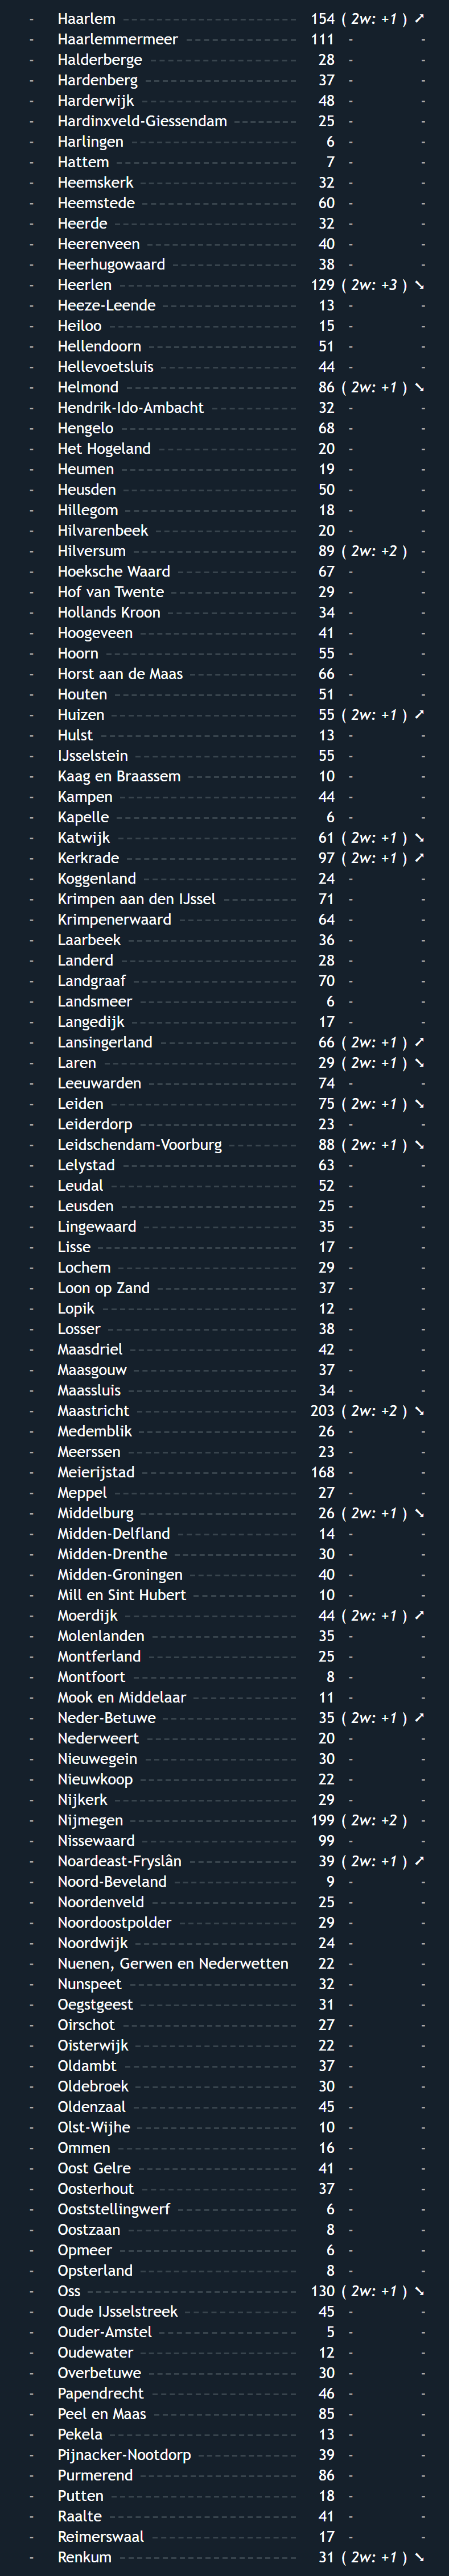 - Haarlem 154 ( 2w: +1 ) ➚
- Haarlemmermeer 111 - -
- Halderberge 28 - -
- Hardenberg 37 - -
- Harderwijk 48 - -
- Hardinxveld-Giessendam 25 - -
- Harlingen 6 - -
- Hattem 7 - -
- Heemskerk 32 - -
- Heemstede 60 - -
- Heerde 32 - -
- Heerenveen 40 - -
- Heerhugowaard 38 - -
- Heerlen 129 ( 2w: +3 ) ➘
- Heeze-Leende 13 - -
- Heiloo 15 - -
- Hellendoorn 51 - -
- Hellevoetsluis 44 - -
- Helmond 86 ( 2w: +1 ) ➘
- Hendrik-Ido-Ambacht 32 - -
- Hengelo 68 - -
- Het Hogeland 20 - -
- Heumen 19 - -
- Heusden 50 - -
- Hillegom 18 - -
- Hilvarenbeek 20 - -
- Hilversum 89 ( 2w: +2 ) -
- Hoeksche Waard 67 - -
- Hof van Twente 29 - -
- Hollands Kroon 34 - -
- Hoogeveen 41 - -
- Hoorn 55 - -
- Horst aan de Maas 66 - -
- Houten 51 - -
- Huizen 55 ( 2w: +1 ) ➚
- Hulst 13 - -
- IJsselstein 55 - -
- Kaag en Braassem 10 - -
- Kampen 44 - -
- Kapelle 6 - -
- Katwijk 61 ( 2w: +1 ) ➘
- Kerkrade 97 ( 2w: +1 ) ➚
- Koggenland 24 - -
- Krimpen aan den IJssel 71 - -
- Krimpenerwaard 64 - -
- Laarbeek 36 - -
- Landerd 28 - -
- Landgraaf 70 - -
- Landsmeer 6 - -
- Langedijk 17 - -
- Lansingerland 66 ( 2w: +1 ) ➚
- Laren 29 ( 2w: +1 ) ➘
- Leeuwarden 74 - -
- Leiden 75 ( 2w: +1 ) ➘
- Leiderdorp 23 - -
- Leidschendam-Voorburg 88 ( 2w: +1 ) ➘
- Lelystad 63 - -
- Leudal 52 - -
- Leusden 25 - -
- Lingewaard 35 - -
- Lisse 17 - -
- Lochem 29 - -
- Loon op Zand 37 - -
- Lopik 12 - -
- Losser 38 - -
- Maasdriel 42 - -
- Maasgouw 37 - -
- Maassluis 34 - -
- Maastricht 203 ( 2w: +2 ) ➘
- Medemblik 26 - -
- Meerssen 23 - -
- Meierijstad 168 - -
- Meppel 27 - -
- Middelburg 26 ( 2w: +1 ) ➘
- Midden-Delfland 14 - -
- Midden-Drenthe 30 - -
- Midden-Groningen 40 - -
- Mill en Sint Hubert 10 - -
- Moerdijk 44 ( 2w: +1 ) ➚
- Molenlanden 35 - -
- Montferland 25 - -
- Montfoort 8 - -
- Mook en Middelaar 11 - -
- Neder-Betuwe 35 ( 2w: +1 ) ➚
- Nederweert 20 - -
- Nieuwegein 30 - -
- Nieuwkoop 22 - -
- Nijkerk 29 - -
- Nijmegen 199 ( 2w: +2 ) -
- Nissewaard 99 - -
- Noardeast-Fryslân 39 ( 2w: +1 ) ➚
- Noord-Beveland 9 - -
- Noordenveld 25 - -
- Noordoostpolder 29 - -
- Noordwijk 24 - -
- Nuenen, Gerwen en Nederwetten 22 - -
- Nunspeet 32 - -
- Oegstgeest 31 - -
- Oirschot 27 - -
- Oisterwijk 22 - -
- Oldambt 37 - -
- Oldebroek 30 - -
- Oldenzaal 45 - -
- Olst-Wijhe 10 - -
- Ommen 16 - -
- Oost Gelre 41 - -
- Oosterhout 37 - -
- Ooststellingwerf 6 - -
- Oostzaan 8 - -
- Opmeer 6 - -
- Opsterland 8 - -
- Oss 130 ( 2w: +1 ) ➘
- Oude IJsselstreek 45 - -
- Ouder-Amstel 5 - -
- Oudewater 12 - -
- Overbetuwe 30 - -
- Papendrecht 46 - -
- Peel en Maas 85 - -
- Pekela 13 - -
- Pijnacker-Nootdorp 39 - -
- Purmerend 86 - -
- Putten 18 - -
- Raalte 41 - -
- Reimerswaal 17 - -
- Renkum 31 ( 2w: +1 ) ➘